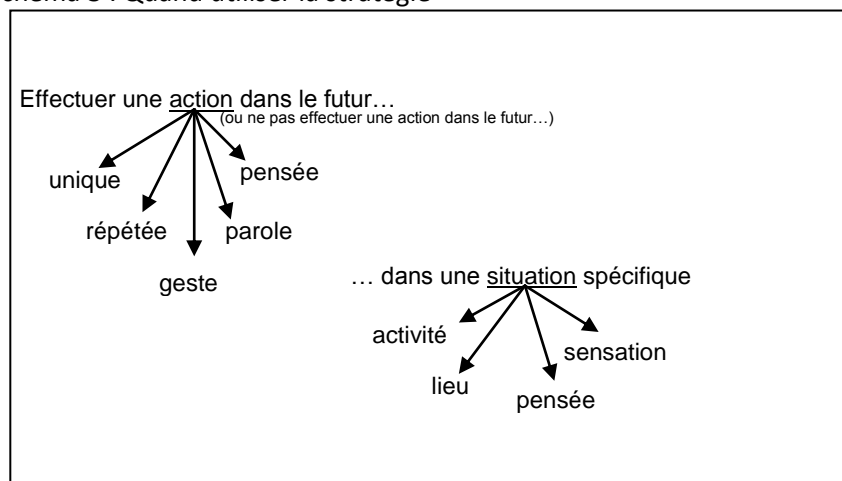 Effectuer une action dans le futur…
(ou ne pas effectuer une action dans le futur…)
unique
pensée
répétée
parole
geste
… dans une situation spécifique
activité
sensation
lieu
pensée